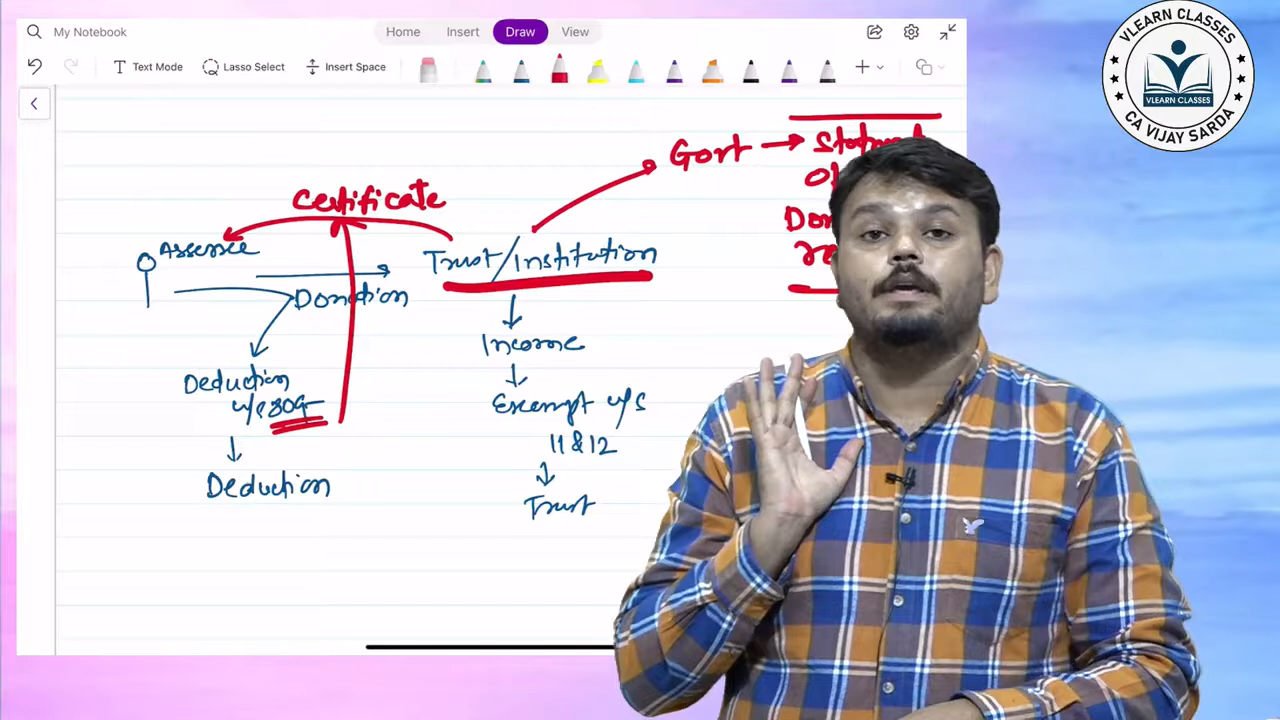 My Notebook
Home Insert Draw View
Text Mode
Lasso Select
Insert Space
Govt
Certificate
Assessee
Donation
Trust/Institution
Deduction
u/s 80G
Deduction
Income
Exempt u/s
11 & 12
Trust
VLEARN CLASSES
VLEARN CLASSES
CA VIJAY SARDA